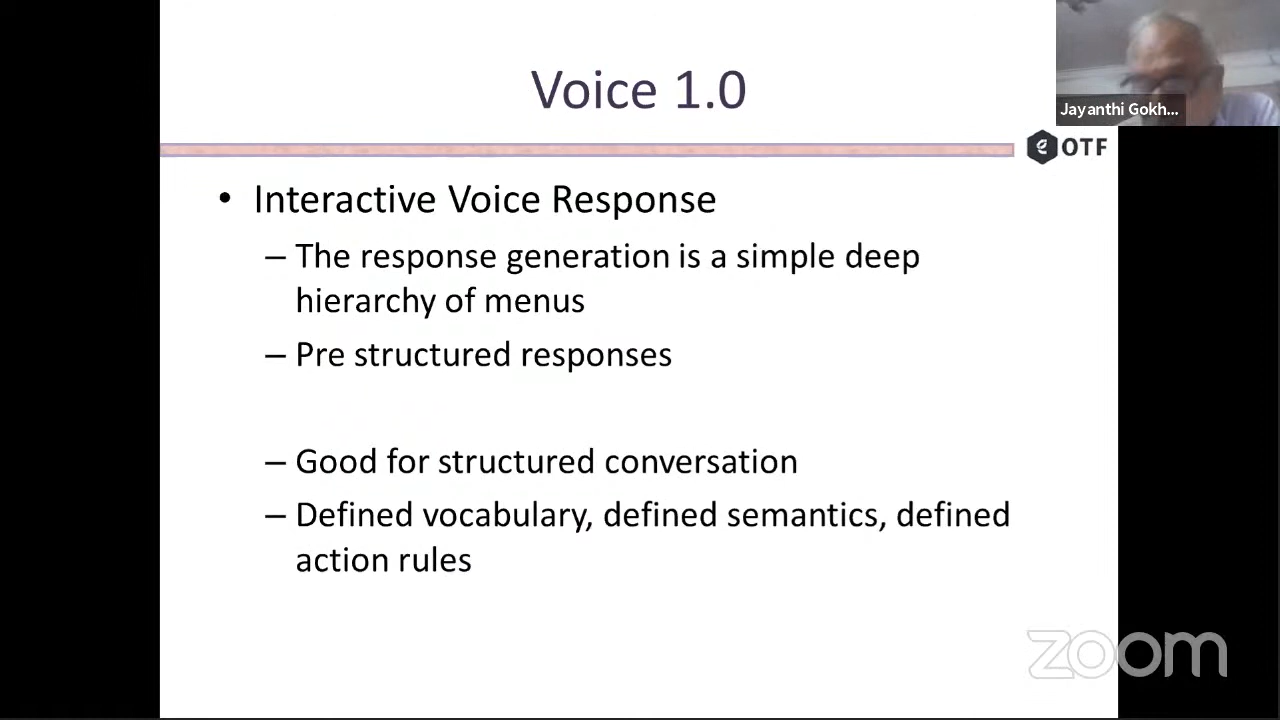 Voice 1.0
Jayanthi Gokh...
OTF
• Interactive Voice Response
– The response generation is a simple deep
hierarchy of menus
– Pre structured responses
– Good for structured conversation
– Defined vocabulary, defined semantics, defined
action rules
zoom